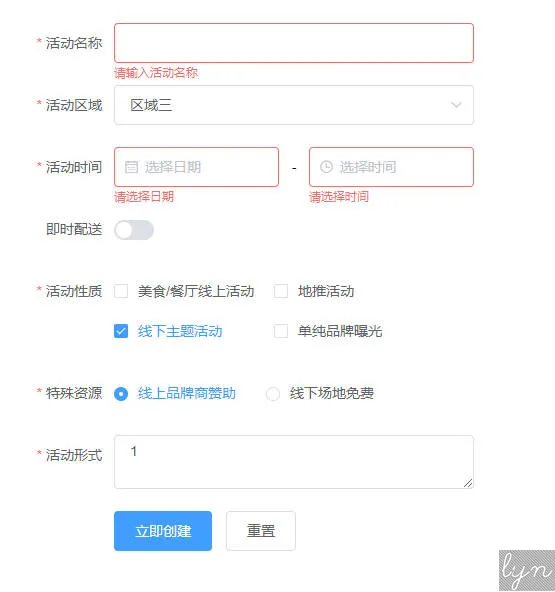 * 活动名称
请输入活动名称
* 活动区域 区域三
* 活动时间 选择日期 - 选择时间
请选择日期 请选择时间
即时配送
* 活动性质 美食/餐厅线上活动 地推活动
线下主题活动 单纯品牌曝光
* 特殊资源 线上品牌商赞助 线下场地免费
* 活动形式 1
立即创建 重置
lyn